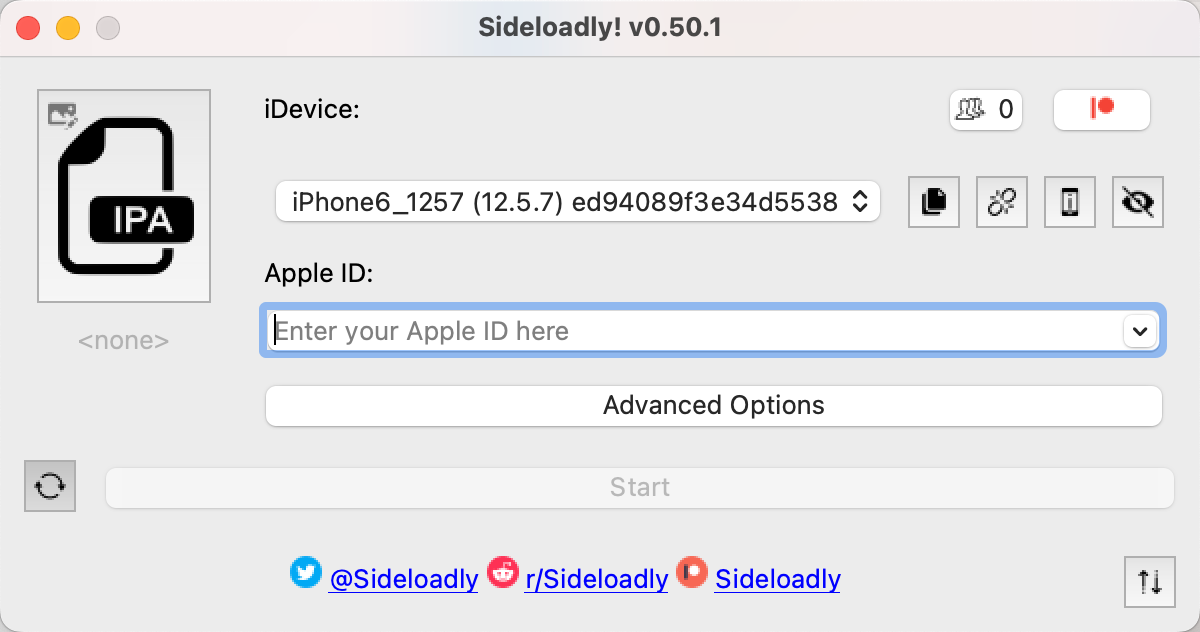 Sideloadly! v0.50.1
iDevice:
0
IPA
iPhone6_1257 (12.5.7) ed94089f3e34d5538
Apple ID:
Enter your Apple ID here
<none>
Advanced Options
Start
@Sideloadly r/Sideloadly Sideloadly